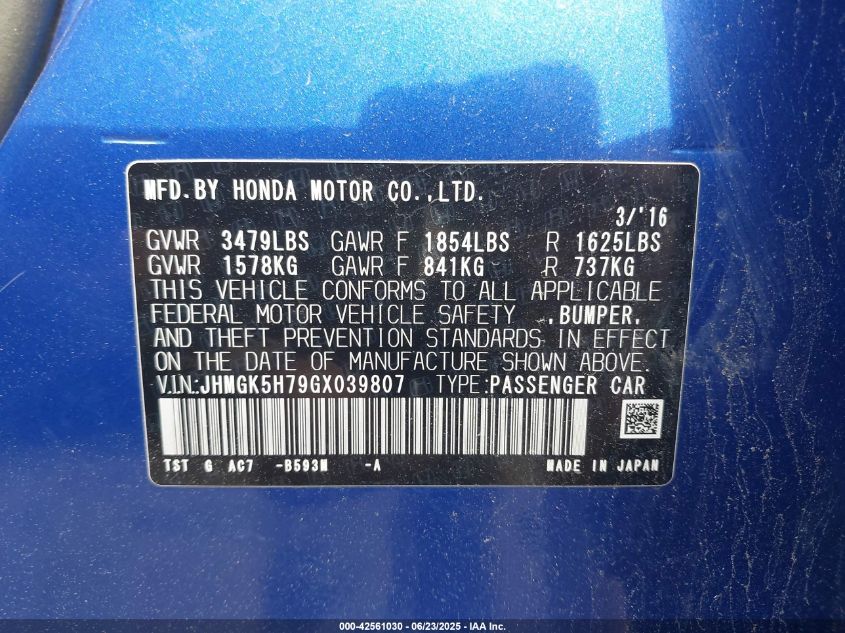 MFD.BY HONDA MOTOR CO.,LTD.
3/'16
GVWR 3479LBS GAWR F 1854LBS R 1625LBS
GVWR 1578KG GAWR F 841KG R 737KG
THIS VEHICLE CONFORMS TO ALL APPLICABLE
FEDERAL MOTOR VEHICLE SAFETY ,BUMPER,
AND THEFT PREVENTION STANDARDS IN EFFECT
ON THE DATE OF MANUFACTURE SHOWN ABOVE.
V.I.N:JHMGK5H79GX039807 TYPE:PASSENGER CAR
TST G AC7 -B593M -A MADE IN JAPAN
000-42561030 - 06/23/2025 - IAA Inc.